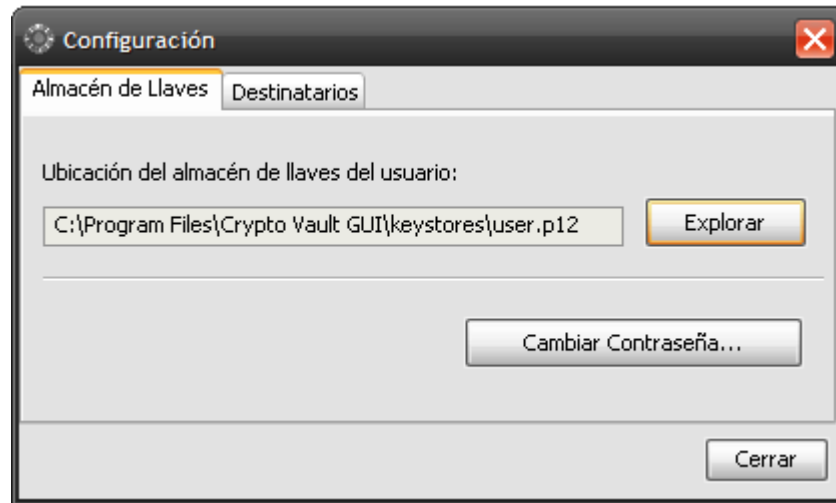 Configuración
Almacén de Llaves Destinatarios
Ubicación del almacén de llaves del usuario:
C:\Program Files\Crypto Vault GUI\keystores\user.p12 Explorar
Cambiar Contraseña...
Cerrar